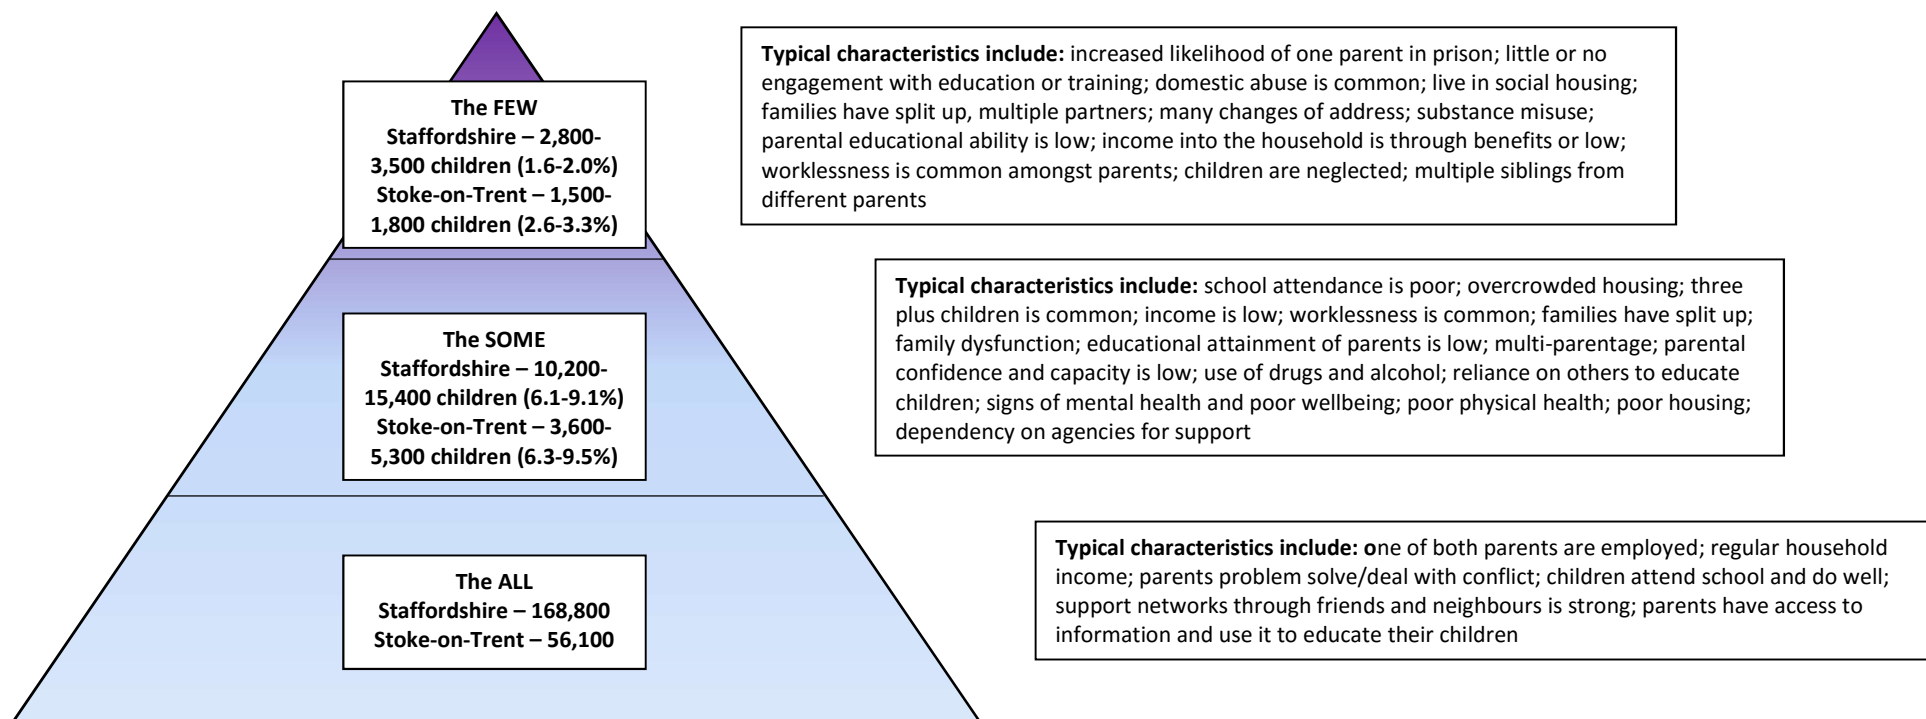 The FEW
Staffordshire – 2,800-
3,500 children (1.6-2.0%)
Stoke-on-Trent – 1,500-
1,800 children (2.6-3.3%)
Typical characteristics include: increased likelihood of one parent in prison; little or no
engagement with education or training; domestic abuse is common; live in social housing;
families have split up, multiple partners; many changes of address; substance misuse;
parental educational ability is low; income into the household is through benefits or low;
worklessness is common amongst parents; children are neglected; multiple siblings from
different parents
The SOME
Staffordshire – 10,200-
15,400 children (6.1-9.1%)
Stoke-on-Trent – 3,600-
5,300 children (6.3-9.5%)
Typical characteristics include: school attendance is poor; overcrowded housing; three
plus children is common; income is low; worklessness is common; families have split up;
family dysfunction; educational attainment of parents is low; multi-parentage; parental
confidence and capacity is low; use of drugs and alcohol; reliance on others to educate
children; signs of mental health and poor wellbeing; poor physical health; poor housing;
dependency on agencies for support
The ALL
Staffordshire – 168,800
Stoke-on-Trent – 56,100
Typical characteristics include: one of both parents are employed; regular household
income; parents problem solve/deal with conflict; children attend school and do well;
support networks through friends and neighbours is strong; parents have access to
information and use it to educate their children